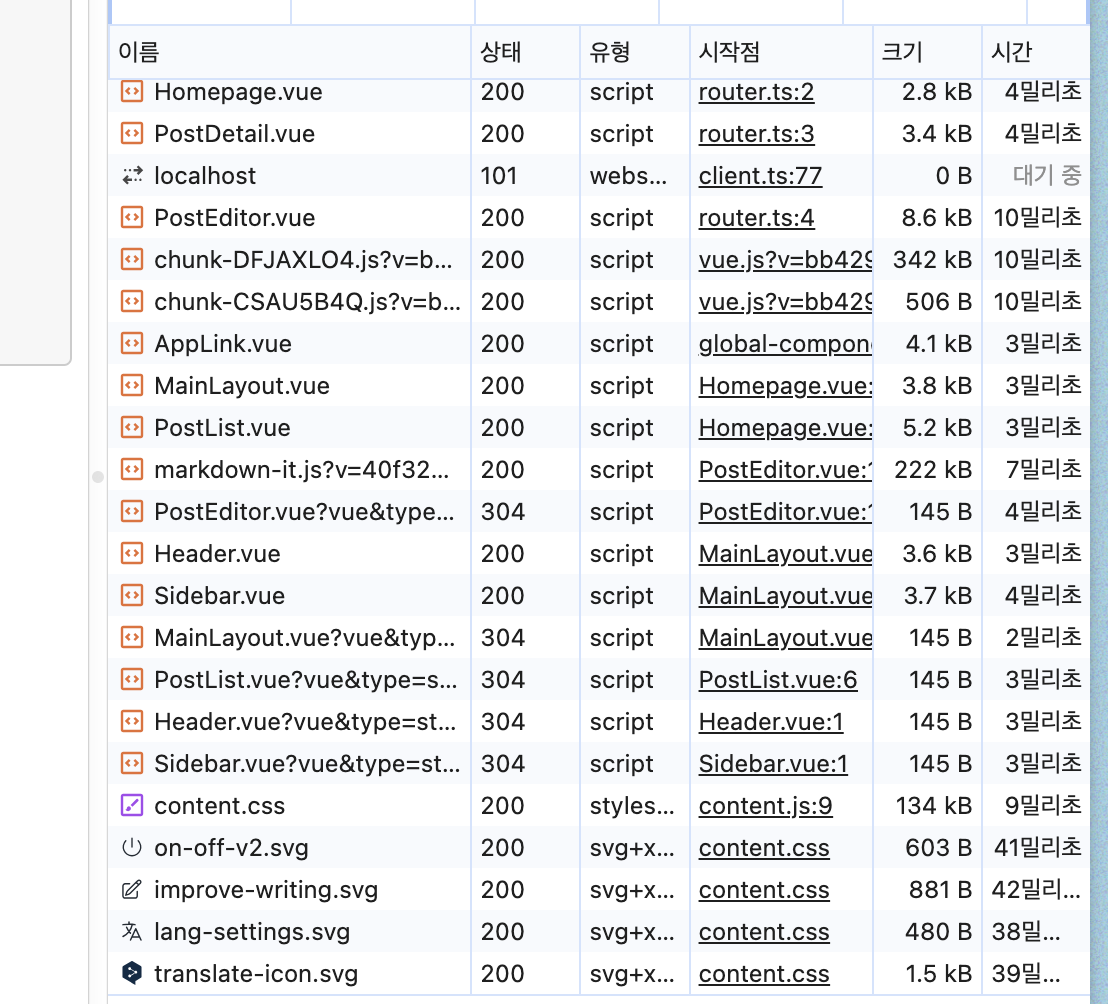 이름 상태 유형 시작점 크기 시간
Homepage.vue 200 script router.ts:2 2.8 kB 4밀리초
PostDetail.vue 200 script router.ts:3 3.4 kB 4밀리초
localhost 101 webs... client.ts:77 0 B 대기 중
PostEditor.vue 200 script router.ts:4 8.6 kB 10밀리초
chunk-DFJAXLO4.js?v=b... 200 script vue.js?v=bb429 342 kB 10밀리초
chunk-CSAU5B4Q.js?v=b... 200 script vue.js?v=bb429 506 B 10밀리초
AppLink.vue 200 script global-compon 4.1 kB 3밀리초
MainLayout.vue 200 script Homepage.vue: 3.8 kB 3밀리초
PostList.vue 200 script Homepage.vue: 5.2 kB 3밀리초
markdown-it.js?v=40f32... 200 script PostEditor.vue:1 222 kB 7밀리초
PostEditor.vue?vue&type... 304 script PostEditor.vue:1 145 B 4밀리초
Header.vue 200 script MainLayout.vue 3.6 kB 3밀리초
Sidebar.vue 200 script MainLayout.vue 3.7 kB 4밀리초
MainLayout.vue?vue&typ... 304 script MainLayout.vue 145 B 2밀리초
PostList.vue?vue&type=s... 304 script PostList.vue:6 145 B 3밀리초
Header.vue?vue&type=st... 304 script Header.vue:1 145 B 3밀리초
Sidebar.vue?vue&type=st... 304 script Sidebar.vue:1 145 B 3밀리초
content.css 200 styles... content.js:9 134 kB 9밀리초
on-off-v2.svg 200 svg+x... content.css 603 B 41밀리초
improve-writing.svg 200 svg+x... content.css 881 B 42밀리...
lang-settings.svg 200 svg+x... content.css 480 B 38밀...
translate-icon.svg 200 svg+x... content.css 1.5 kB 39밀...